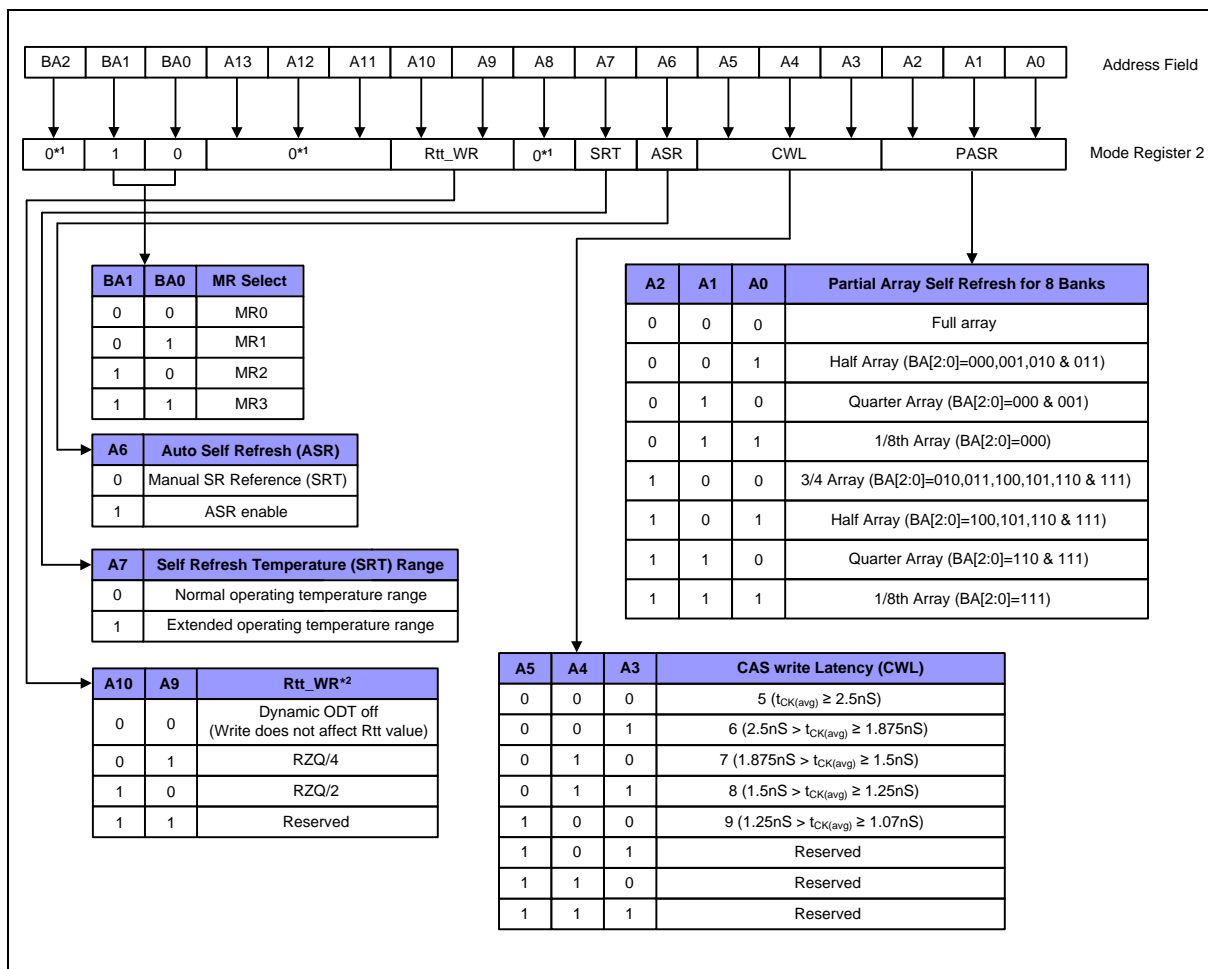 BA2 BA1 BA0 A13 A12 A11 A10 A9 A8 A7 A6 A5 A4 A3 A2 A1 A0 Address Field
0*1 1 0 0*1 Rtt_WR 0*1 SRT ASR CWL PASR Mode Register 2
BA1 BA0 MR Select
0 0 MR0
0 1 MR1
1 0 MR2
1 1 MR3
A6 Auto Self Refresh (ASR)
0 Manual SR Reference (SRT)
1 ASR enable
A7 Self Refresh Temperature (SRT) Range
0 Normal operating temperature range
1 Extended operating temperature range
A10 A9 Rtt_WR*2
0 0 Dynamic ODT off
(Write does not affect Rtt value)
0 1 RZQ/4
1 0 RZQ/2
1 1 Reserved
A2 A1 A0 Partial Array Self Refresh for 8 Banks
0 0 0 Full array
0 0 1 Half Array (BA[2:0]=000,001,010 & 011)
0 1 0 Quarter Array (BA[2:0]=000 & 001)
0 1 1 1/8th Array (BA[2:0]=000)
1 0 0 3/4 Array (BA[2:0]=010,011,100,101,110 & 111)
1 0 1 Half Array (BA[2:0]=100,101,110 & 111)
1 1 0 Quarter Array (BA[2:0]=110 & 111)
1 1 1 1/8th Array (BA[2:0]=111)
A5 A4 A3 CAS write Latency (CWL)
0 0 0 5 (tCK(avg) ≥ 2.5nS)
0 0 1 6 (2.5nS > tCK(avg) ≥ 1.875nS)
0 1 0 7 (1.875nS > tCK(avg) ≥ 1.5nS)
0 1 1 8 (1.5nS > tCK(avg) ≥ 1.25nS)
1 0 0 9 (1.25nS > tCK(avg) ≥ 1.07nS)
1 0 1 Reserved
1 1 0 Reserved
1 1 1 Reserved